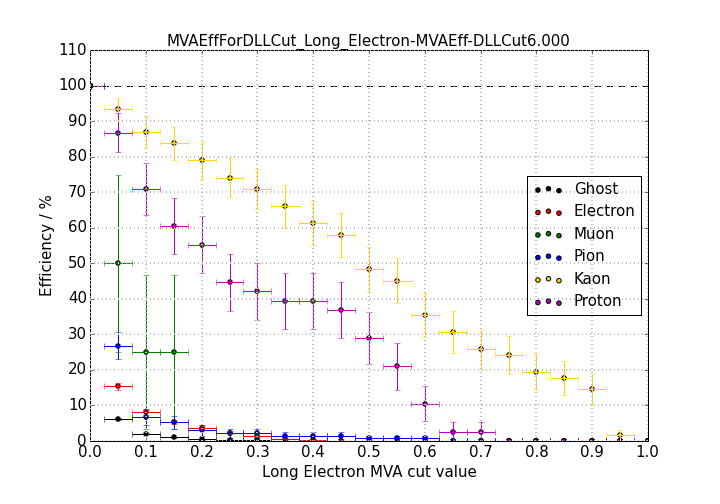 MVAEffForDLLCut_Long_Electron-MVAEff-DLLCut6.000
110
100
90
80
70
60
50
40
30
20
10
0
Efficiency / %
Ghost
Electron
Muon
Pion
Kaon
Proton
0.0 0.1 0.2 0.3 0.4 0.5 0.6 0.7 0.8 0.9 1.0
Long Electron MVA cut value